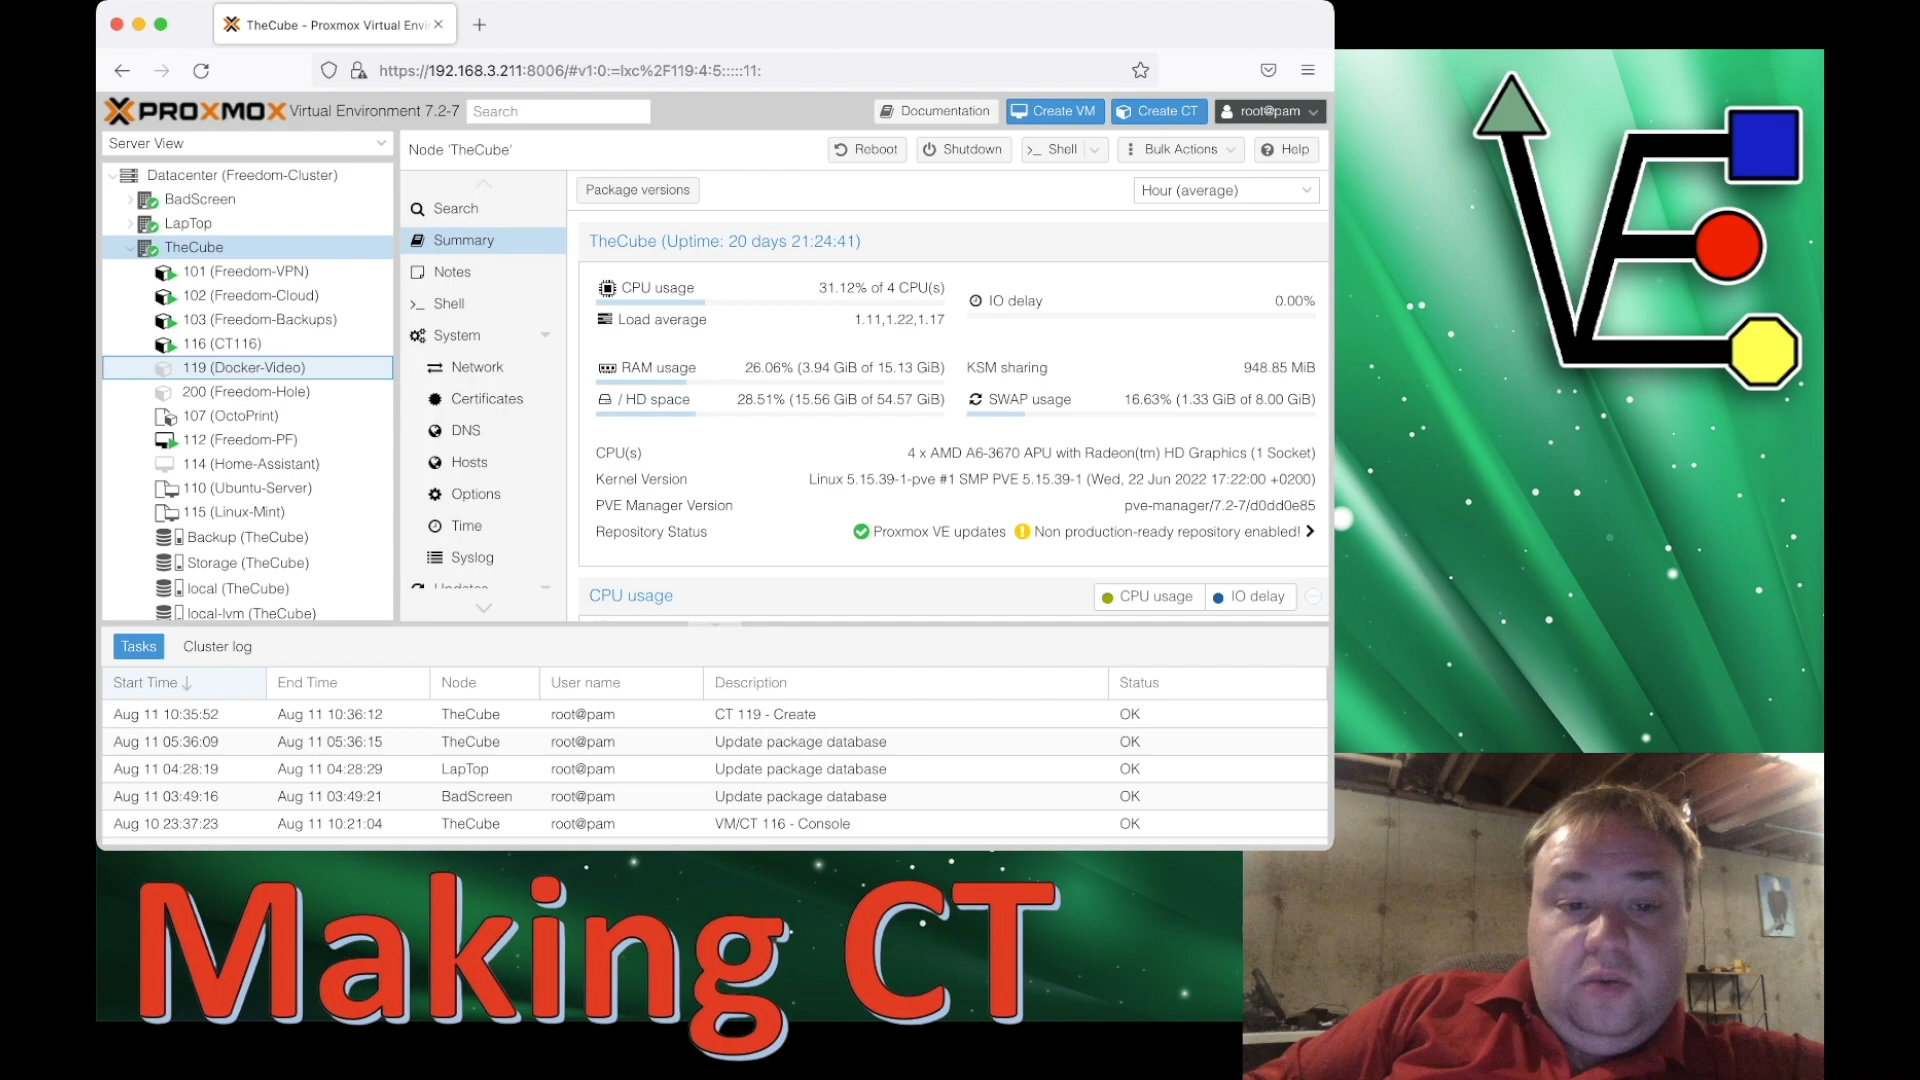 TheCube - Proxmox Virtual Envi
https://192.168.3.211:8006/#v1:0:=lxc%2F119:4:5:::::11:
PROXMOX Virtual Environment 7.2-7 Search Documentation Create VM Create CT root@pam
Server View
Node 'TheCube' Reboot Shutdown >_ Shell Bulk Actions Help
Datacenter (Freedom-Cluster)
BadScreen
LapTop
TheCube
101 (Freedom-VPN)
102 (Freedom-Cloud)
103 (Freedom-Backups)
116 (CT116)
119 (Docker-Video)
200 (Freedom-Hole)
107 (OctoPrint)
112 (Freedom-PF)
114 (Home-Assistant)
110 (Ubuntu-Server)
115 (Linux-Mint)
Backup (TheCube)
Storage (TheCube)
local (TheCube)
local-lvm (TheCube)
Search
Summary
Notes
>_ Shell
System
Network
Certificates
DNS
Hosts
Options
Time
Syslog
Updates
Package versions Hour (average)
TheCube (Uptime: 20 days 21:24:41)
CPU usage 31.12% of 4 CPU(s)
IO delay 0.00%
Load average 1.11,1.22,1.17
RAM usage 26.06% (3.94 GiB of 15.13 GiB)
KSM sharing 948.85 MiB
/ HD space 28.51% (15.56 GiB of 54.57 GiB)
SWAP usage 16.63% (1.33 GiB of 8.00 GiB)
CPU(s) 4 x AMD A6-3670 APU with Radeon(tm) HD Graphics (1 Socket)
Kernel Version Linux 5.15.39-1-pve #1 SMP PVE 5.15.39-1 (Wed, 22 Jun 2022 17:22:00 +0200)
PVE Manager Version pve-manager/7.2-7/d0dd0e85
Repository Status Proxmox VE updates Non production-ready repository enabled!
CPU usage CPU usage IO delay
Tasks Cluster log
Start Time End Time Node User name Description Status
Aug 11 10:35:52 Aug 11 10:36:12 TheCube root@pam CT 119 - Create OK
Aug 11 05:36:09 Aug 11 05:36:15 TheCube root@pam Update package database OK
Aug 11 04:28:19 Aug 11 04:28:29 LapTop root@pam Update package database OK
Aug 11 03:49:16 Aug 11 03:49:21 BadScreen root@pam Update package database OK
Aug 10 23:37:23 Aug 11 10:21:04 TheCube root@pam VM/CT 116 - Console OK
Making CT